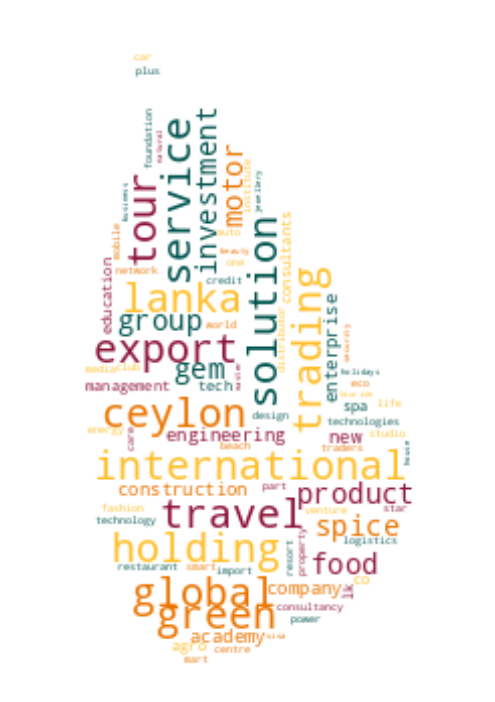 car
plus
foundation
natural
service
investment
motor
institute
jewellery
tour
business
mobile
auto
beauty
one
network
education
credit
solution
consultants
trading
enterprise
distributor
lanka
group
world
security
export
gem
holidays
media
club
tech
management
eco
ceylon
design
spa
life
technologies
energy
care
engineering
new
studio
beach
traders
house
international
construction
part
product
fashion
travel
venture
star
technology
spice
logistics
holding
restaurant
smart
import
resort
property
food
co
global
company
lk
green
consultancy
power
academy
visa
agro
centre
mart